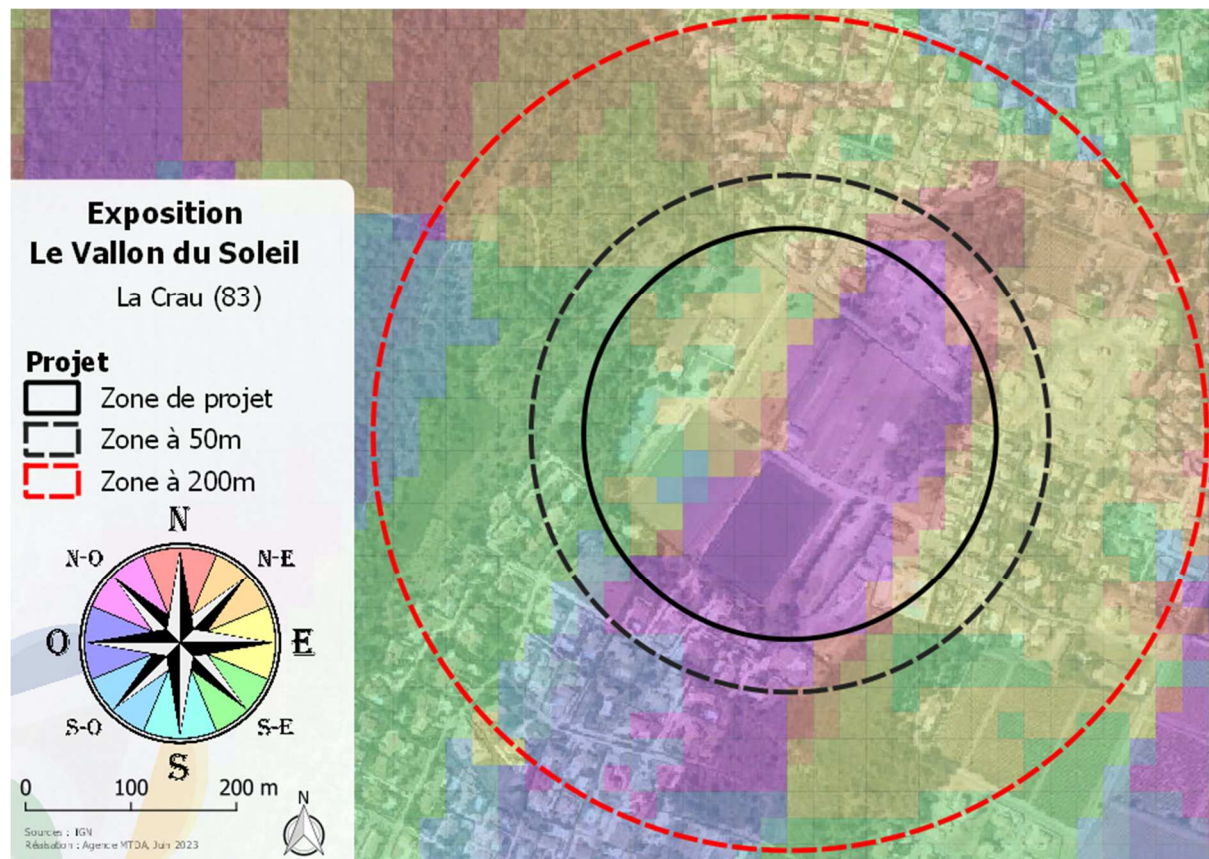 Exposition
Le Vallon du Soleil
La Crau (83)
Projet
Zone de projet
Zone à 50m
Zone à 200m
N
N-O
N-E
O
E
S-O
S-E
S
0 100 200 m
N
Sources : IGN
Réalisation : Agence MTDA, Juin 2023